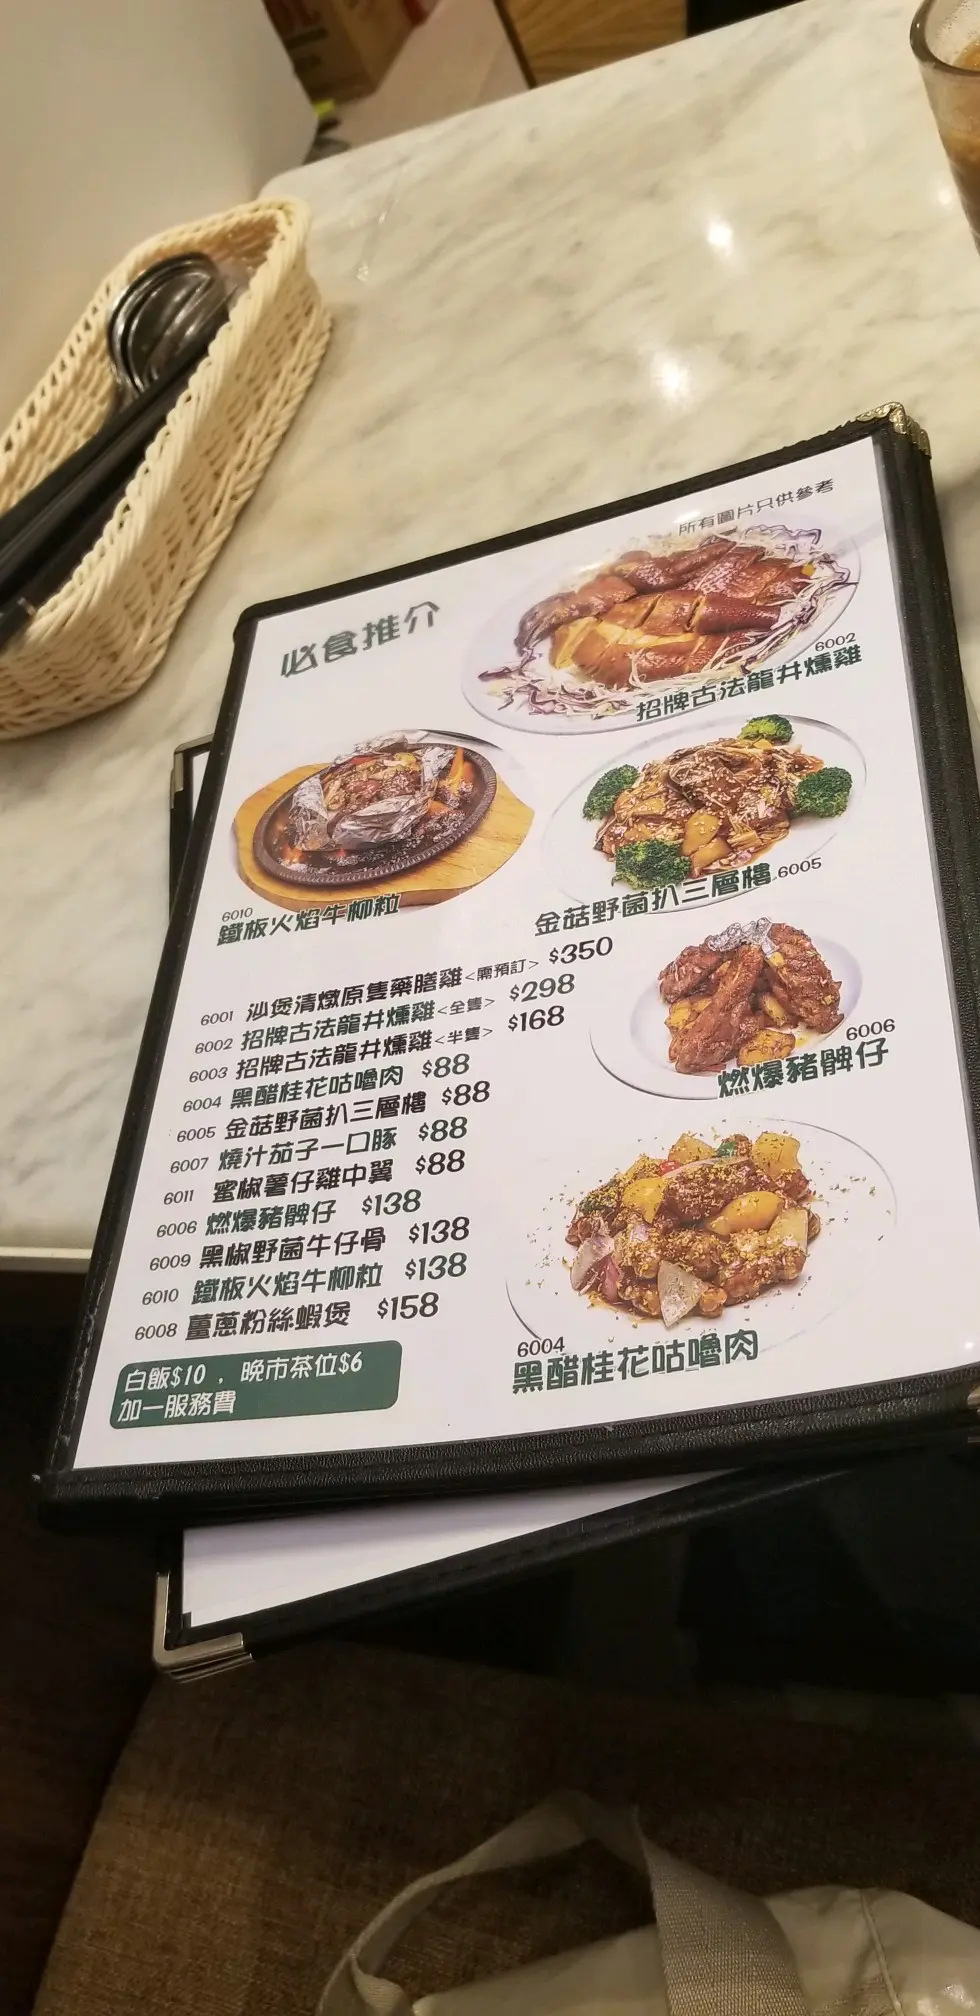 所有圖片只供參考
必食推介
6002
招牌古法龍井燻雞
6010
鐵板火焰牛柳粒
金菇野菌扒三層樓 6005
6001 沙煲清燉原隻藥膳雞<需預訂> $350
6002 招牌古法龍井燻雞<全隻> $298
6003 招牌古法龍井燻雞<半隻> $168
6004 黑醋桂花咕嚕肉 $88
6005 金菇野菌扒三層樓 $88
6007 燒汁茄子一口豚 $88
6011 蜜椒薯仔雞中翼 $88
6006 燃爆豬髀仔 $138
6009 黑椒野菌牛仔骨 $138
6010 鐵板火焰牛柳粒 $138
6008 薑蔥粉絲蝦煲 $158
6006
燃爆豬髀仔
6004
黑醋桂花咕嚕肉
白飯$10 , 晚市茶位$6
加一服務費